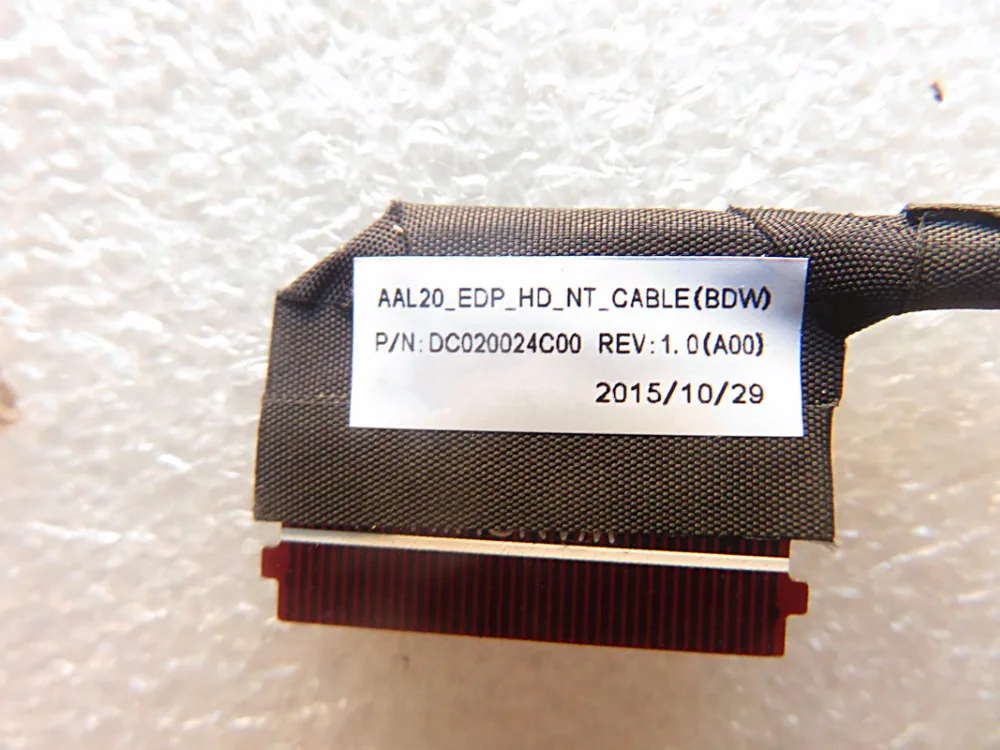 AAL20_EDP_HD_NT_CABLE(BDW)
P/N:DC020024C00 REV:1.0(A00)
2015/10/29